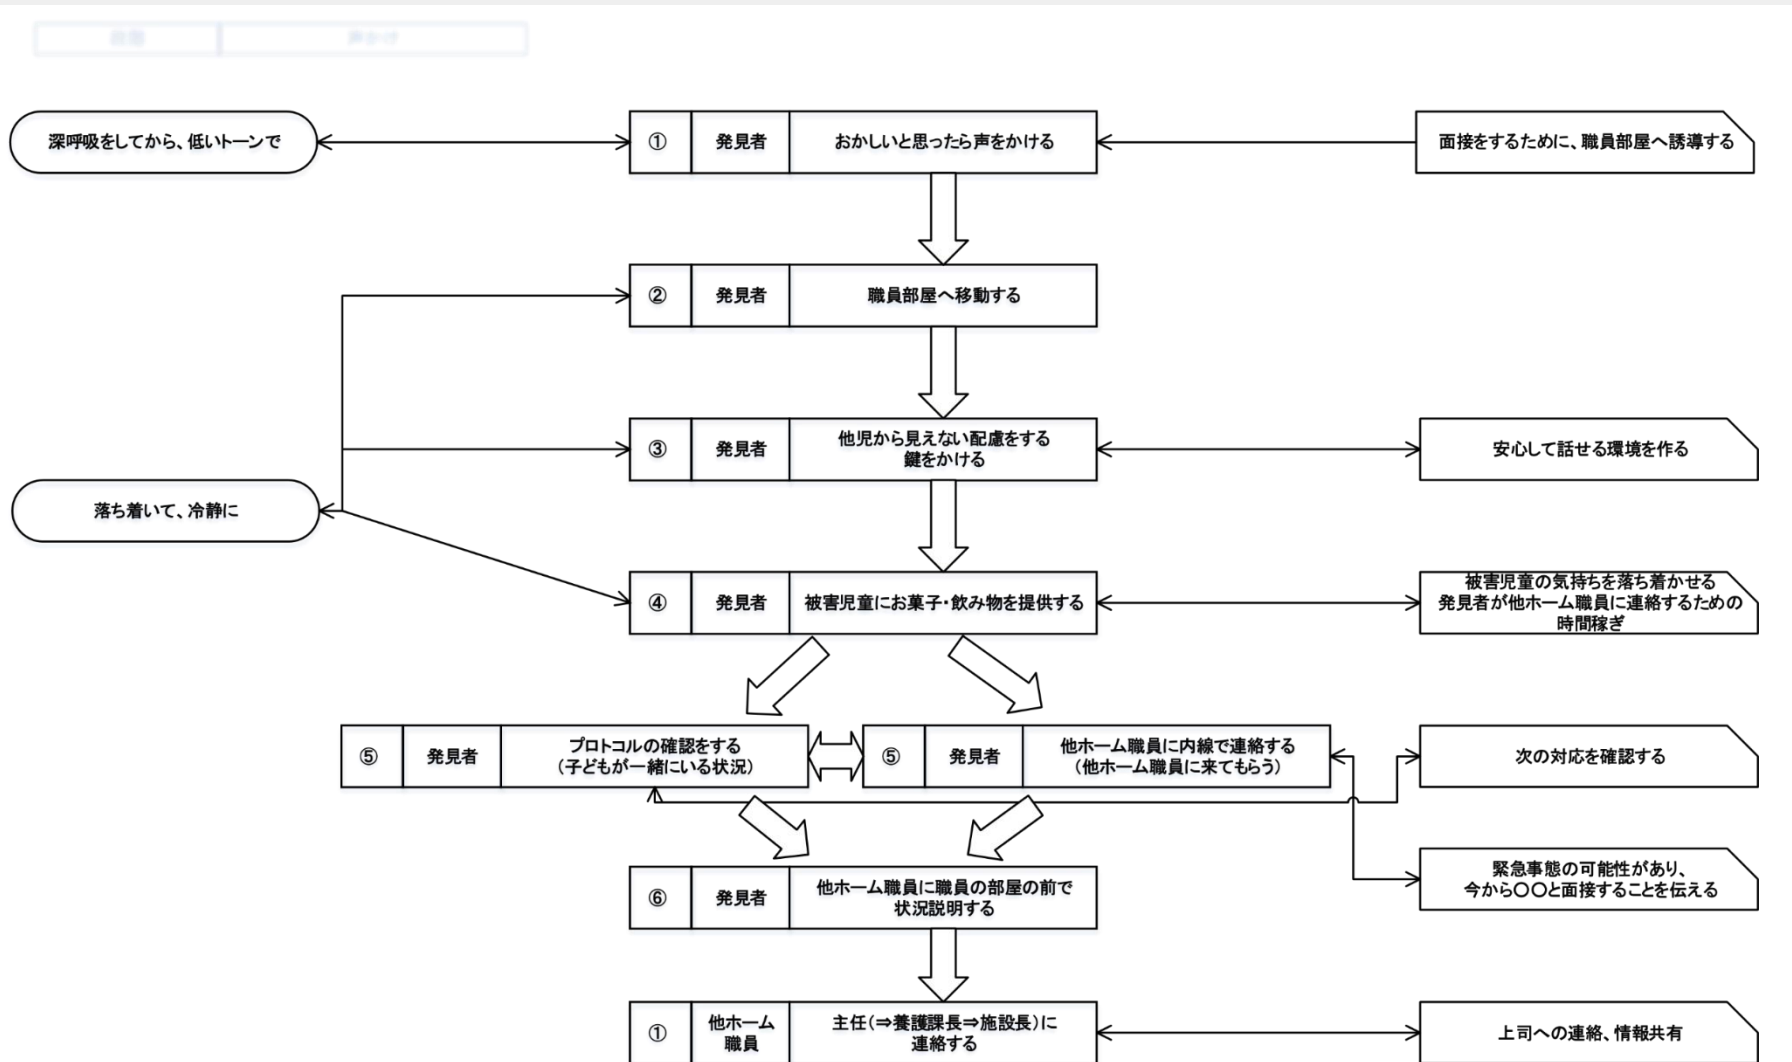 声かけ
深呼吸をしてから、低いトーンで
①
発見者
おかしいと思ったら声をかける
面接をするために、職員部屋へ誘導する
②
発見者
職員部屋へ移動する
③
発見者
他児から見えない配慮をする
鍵をかける
安心して話せる環境を作る
落ち着いて、冷静に
④
発見者
被害児童にお菓子・飲み物を提供する
被害児童の気持ちを落ち着かせる
発見者が他ホーム職員に連絡するための
時間稼ぎ
⑤
発見者
プロトコルの確認をする
（子どもが一緒にいる状況）
⑤
発見者
他ホーム職員に内線で連絡する
（他ホーム職員に来てもらう）
次の対応を確認する
緊急事態の可能性があり、
今から〇〇と面接することを伝える
⑥
発見者
他ホーム職員に職員の部屋の前で
状況説明する
①
他ホーム
職員
主任（⇒養護課長⇒施設長）に
連絡する
上司への連絡、情報共有